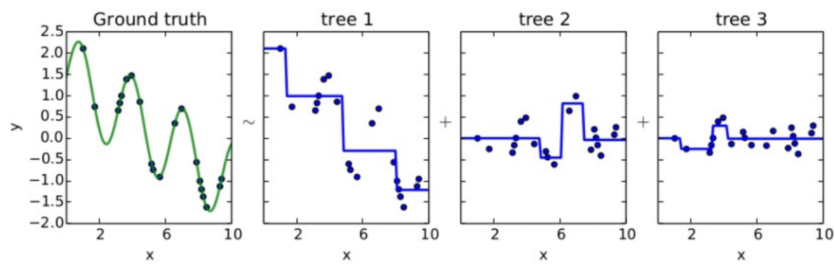 Ground truth
tree 1
tree 2
tree 3
2.5
2.0
1.5
1.0
0.5
0.0
−0.5
−1.0
−1.5
−2.0
y
~
+
+
2 4 6 8 10
2 4 6 8 10
2 4 6 8 10
2 4 6 8 10
x
x
x
x